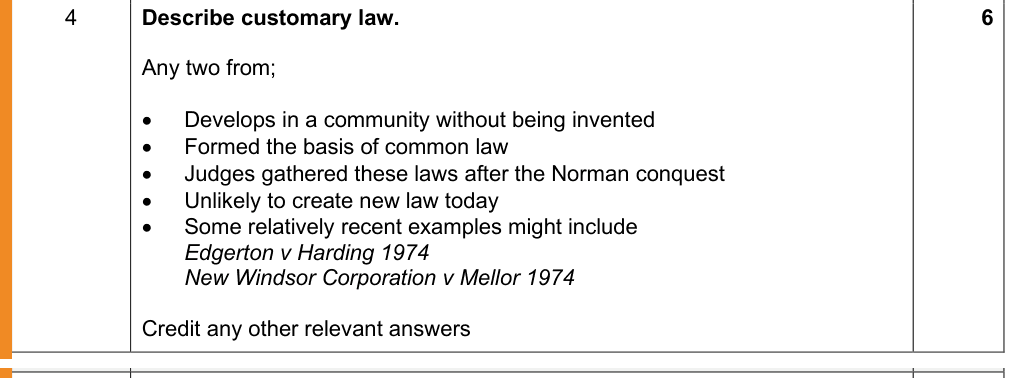 4 Describe customary law. 6
Any two from;
• Develops in a community without being invented
• Formed the basis of common law
• Judges gathered these laws after the Norman conquest
• Unlikely to create new law today
• Some relatively recent examples might include
Edgerton v Harding 1974
New Windsor Corporation v Mellor 1974
Credit any other relevant answers